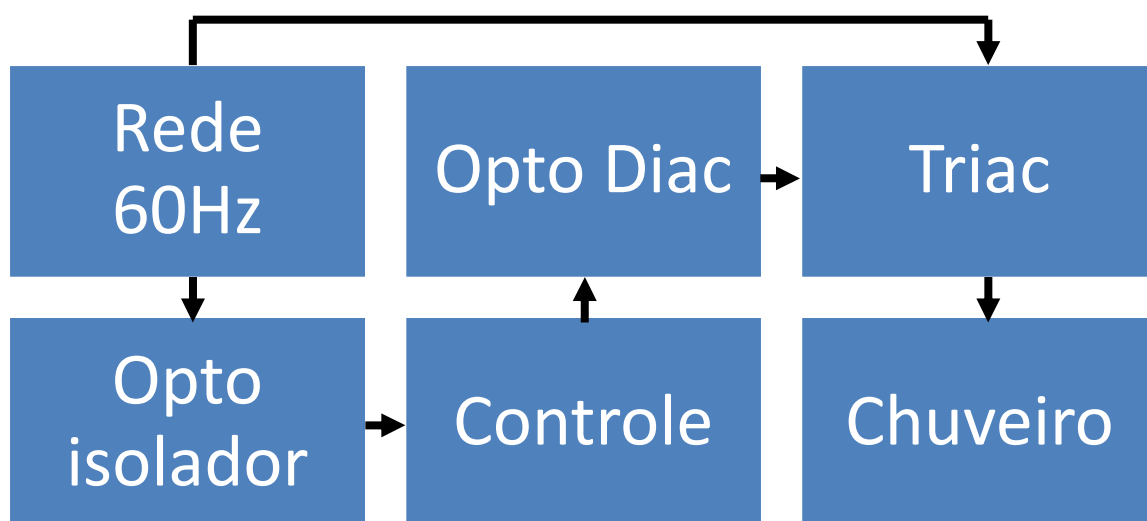 Rede
60Hz
Opto Diac
Triac
Opto
isolador
Controle
Chuveiro